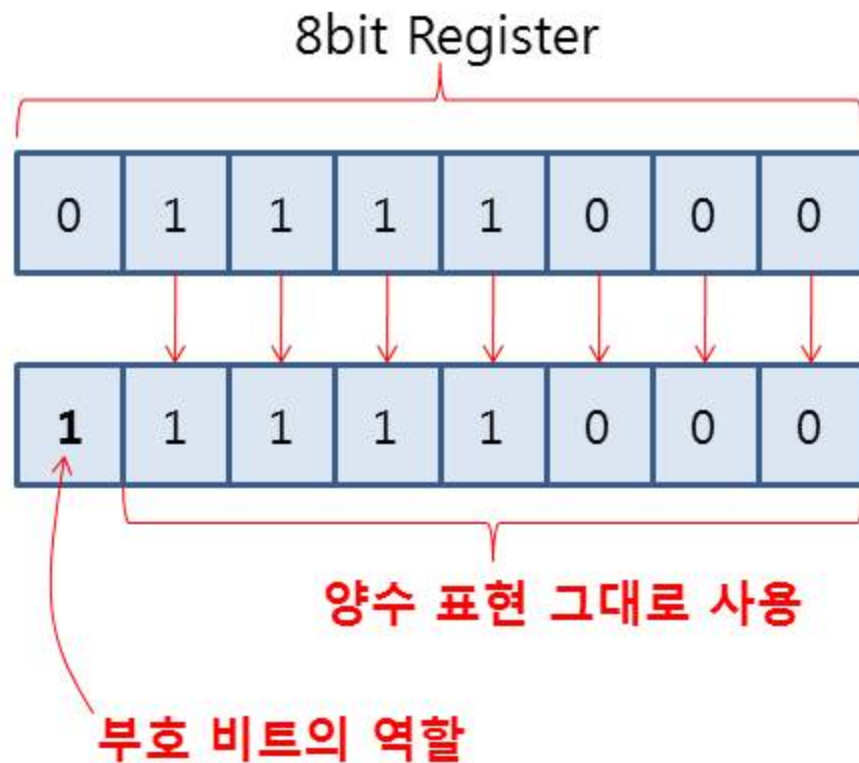 8bit Register
0 1 1 1 1 0 0 0
1 1 1 1 1 0 0 0
양수 표현 그대로 사용
부호 비트의 역할